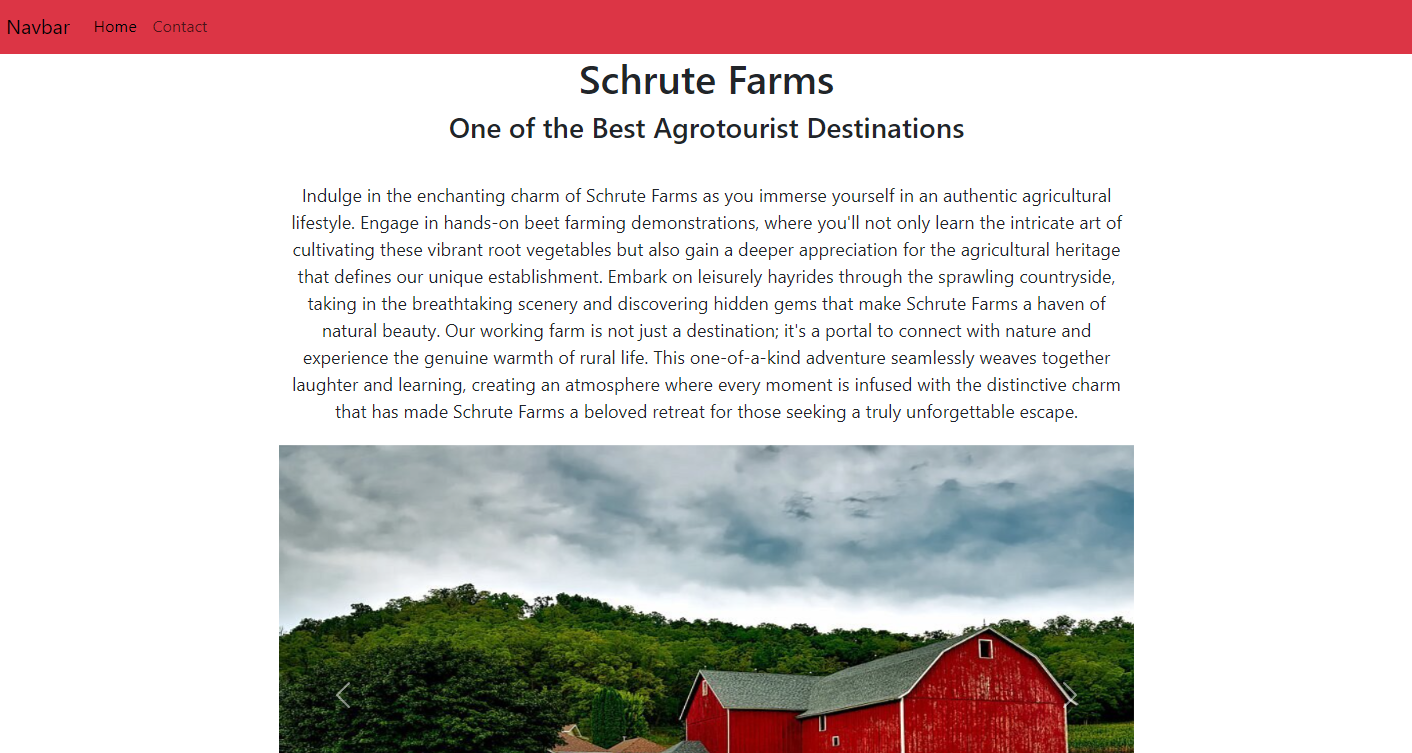 Navbar Home Contact
Schrute Farms
One of the Best Agrotourist Destinations
Indulge in the enchanting charm of Schrute Farms as you immerse yourself in an authentic agricultural
lifestyle. Engage in hands-on beet farming demonstrations, where you'll not only learn the intricate art of
cultivating these vibrant root vegetables but also gain a deeper appreciation for the agricultural heritage
that defines our unique establishment. Embark on leisurely hayrides through the sprawling countryside,
taking in the breathtaking scenery and discovering hidden gems that make Schrute Farms a haven of
natural beauty. Our working farm is not just a destination; it's a portal to connect with nature and
experience the genuine warmth of rural life. This one-of-a-kind adventure seamlessly weaves together
laughter and learning, creating an atmosphere where every moment is infused with the distinctive charm
that has made Schrute Farms a beloved retreat for those seeking a truly unforgettable escape.